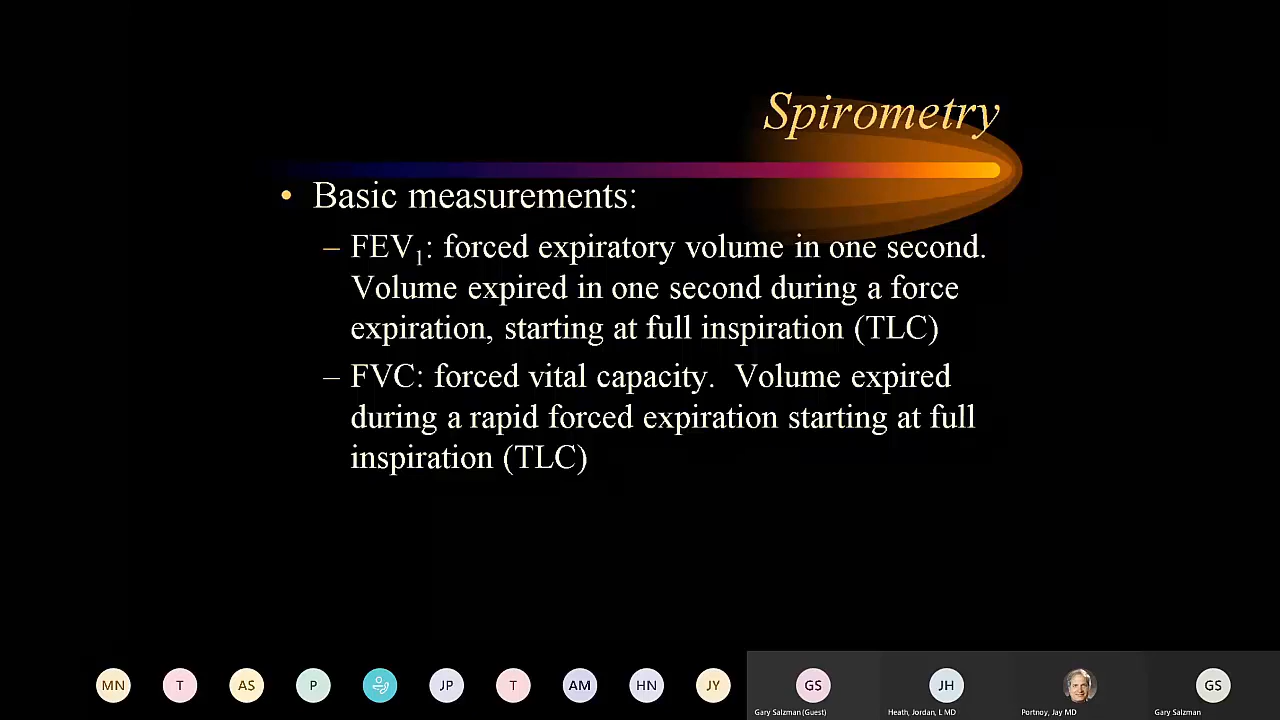 Spirometry
• Basic measurements:
– FEV₁: forced expiratory volume in one second.
Volume expired in one second during a force
expiration, starting at full inspiration (TLC)
– FVC: forced vital capacity. Volume expired
during a rapid forced expiration starting at full
inspiration (TLC)
MN T AS P JP T AM HN JY GS JH GS
Gary Salzman (Guest) Heath, Jordan, L MD Portnoy, Jay MD Gary Salzman